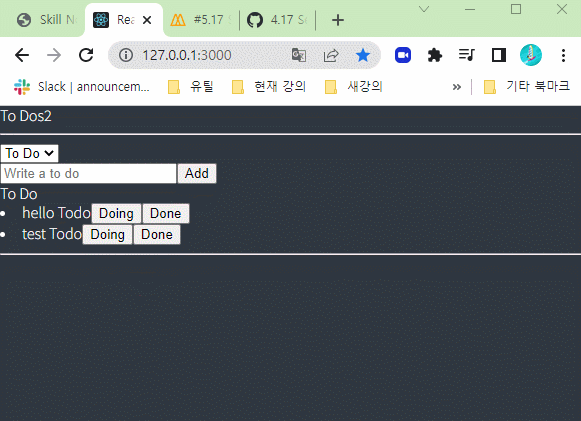 Skill Ni
Rea
#5.17
4.17 Se
127.0.0.1:3000
Slack | announcem...
유틸
현재 강의
새강의
»
기타 북마크
To Dos2
To Do
Write a to do
Add
To Do
hello Todo Doing Done
test Todo Doing Done